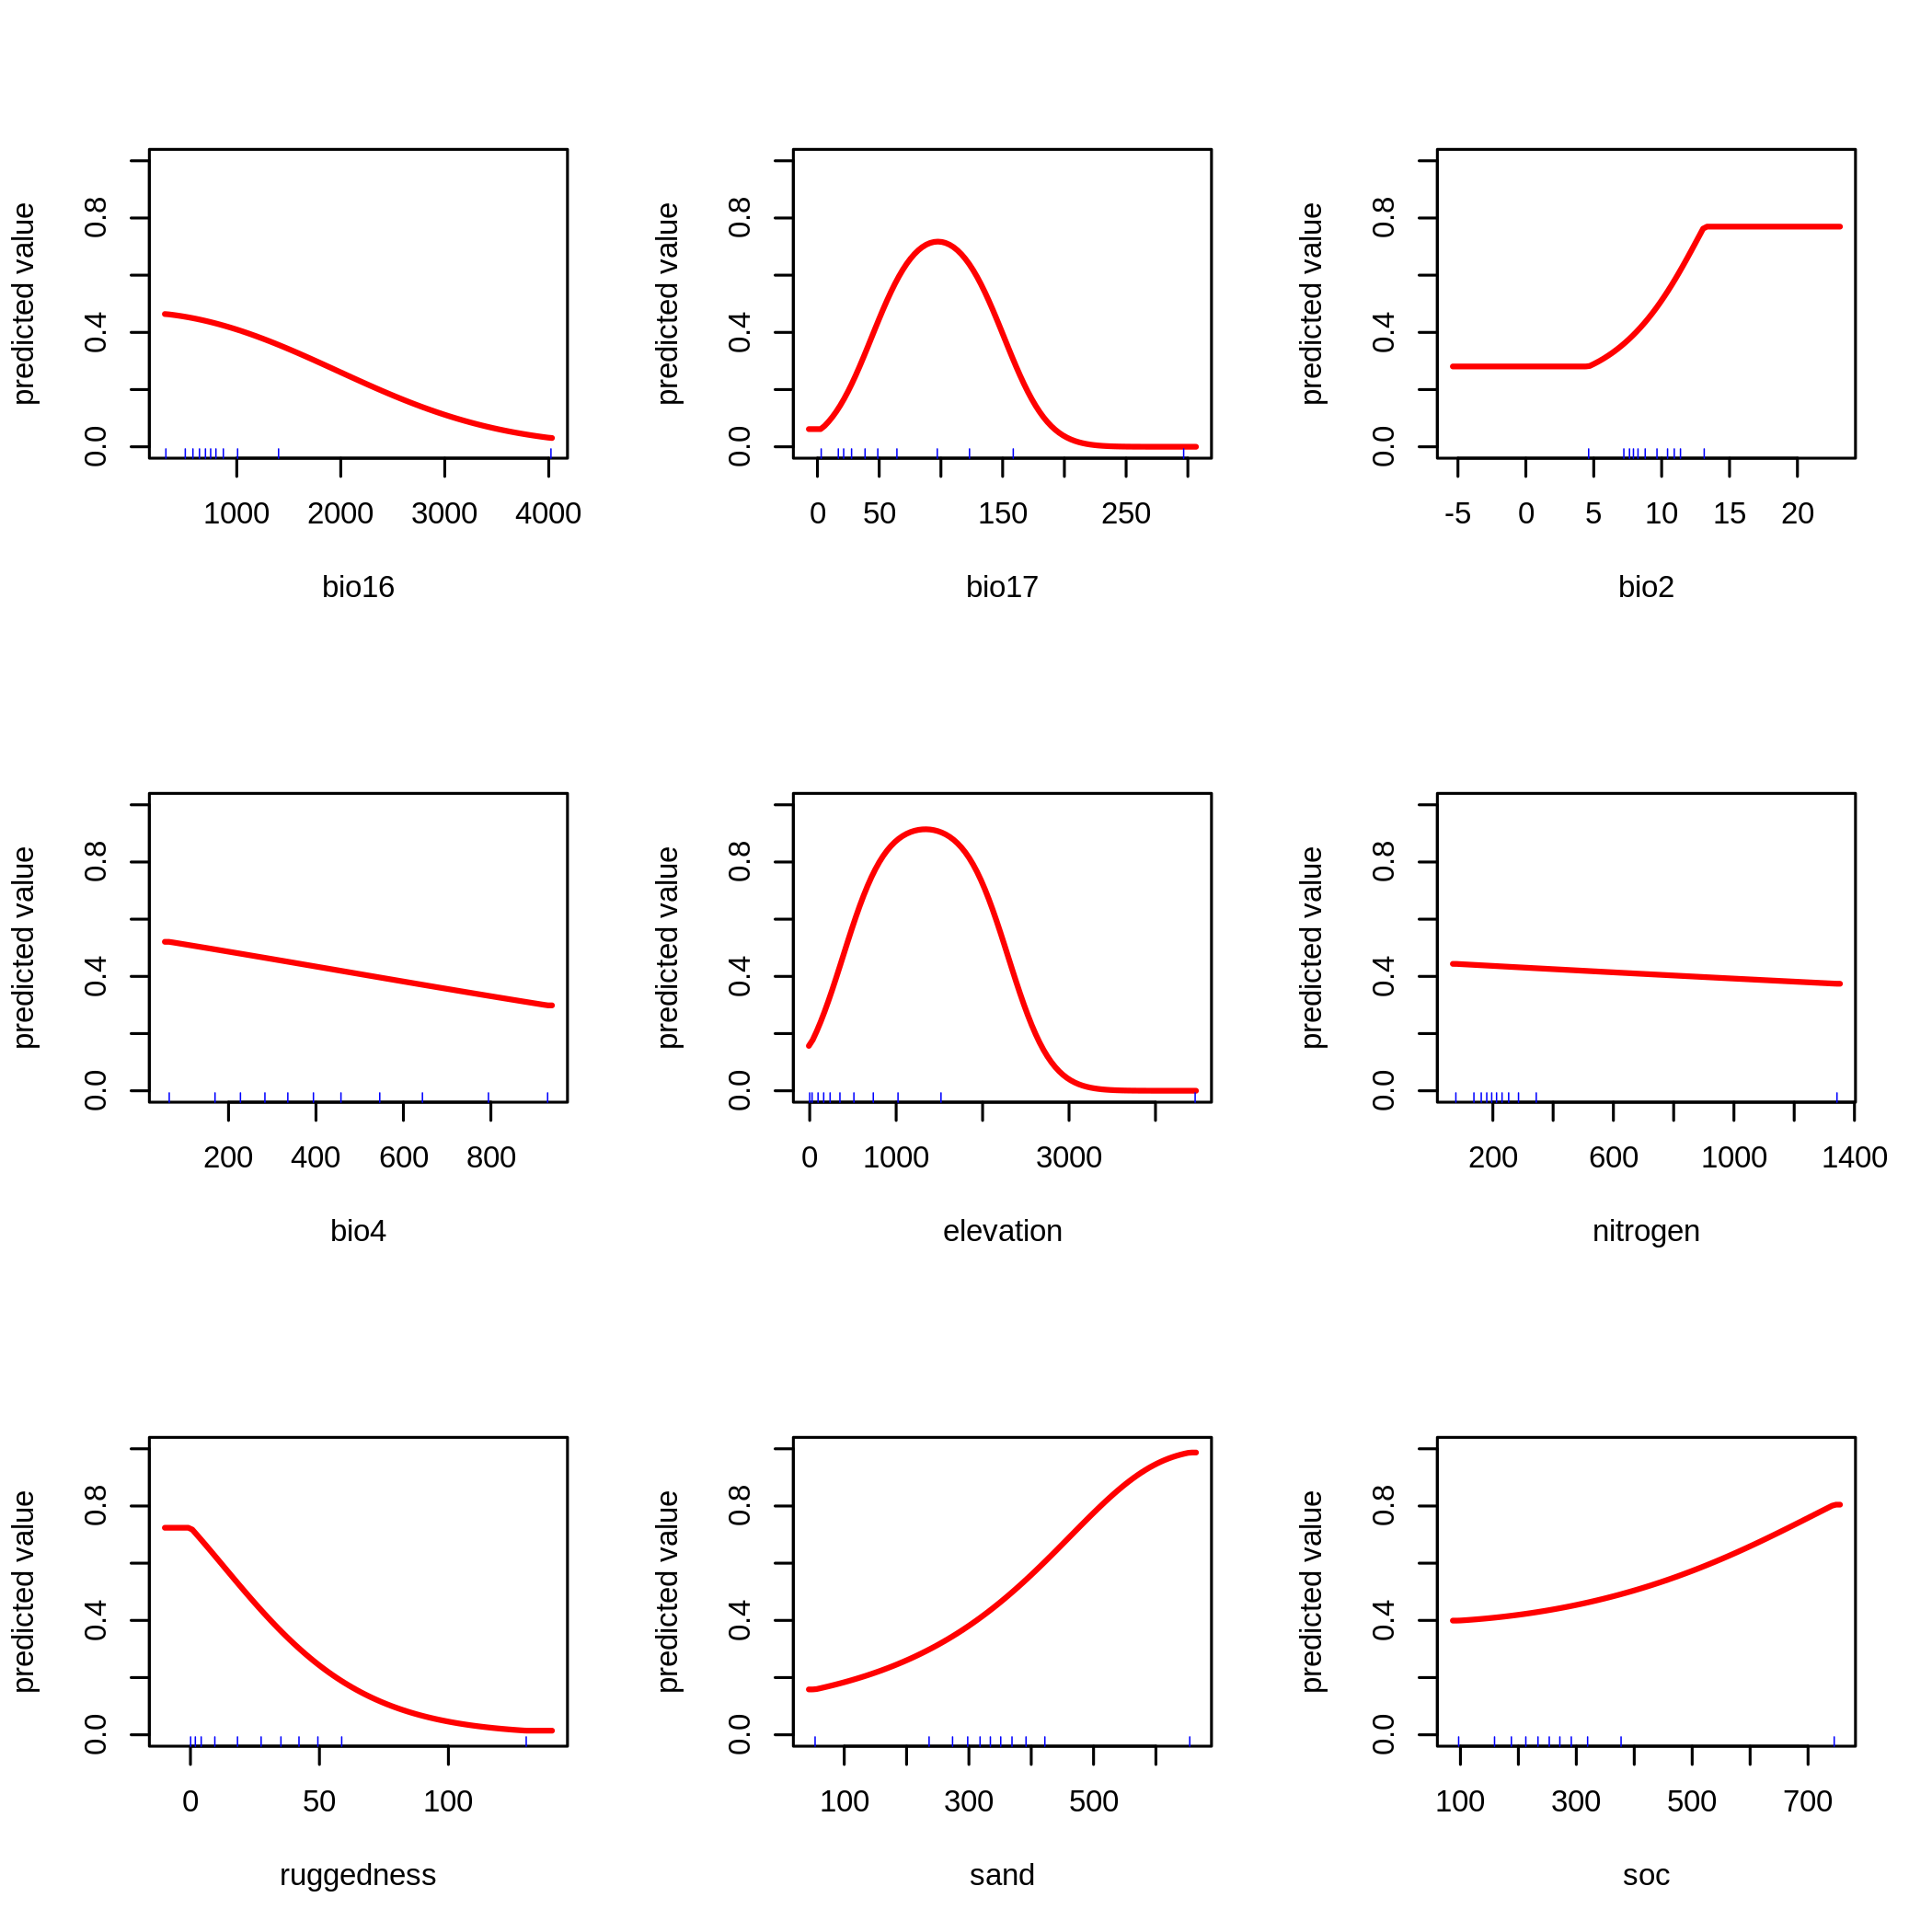 predicted value
0.0 0.4 0.8
1000 2000 3000 4000
bio16
predicted value
0.0 0.4 0.8
0 50 150 250
bio17
predicted value
0.0 0.4 0.8
-5 0 5 10 15 20
bio2
predicted value
0.0 0.4 0.8
200 400 600 800
bio4
predicted value
0.0 0.4 0.8
0 1000 3000
elevation
predicted value
0.0 0.4 0.8
200 600 1000 1400
nitrogen
predicted value
0.0 0.4 0.8
0 50 100
ruggedness
predicted value
0.0 0.4 0.8
100 300 500
sand
predicted value
0.0 0.4 0.8
100 300 500 700
soc